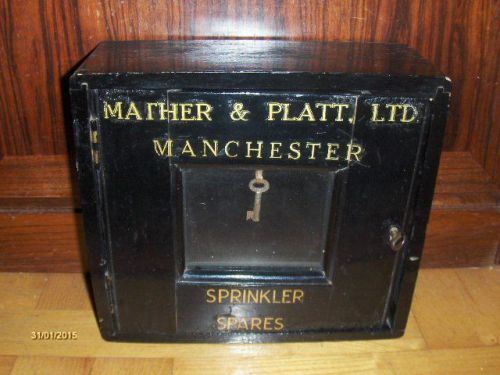 MATHER & PLATT. LTD
MANCHESTER
SPRINKLER
SPARES
31/01/2015